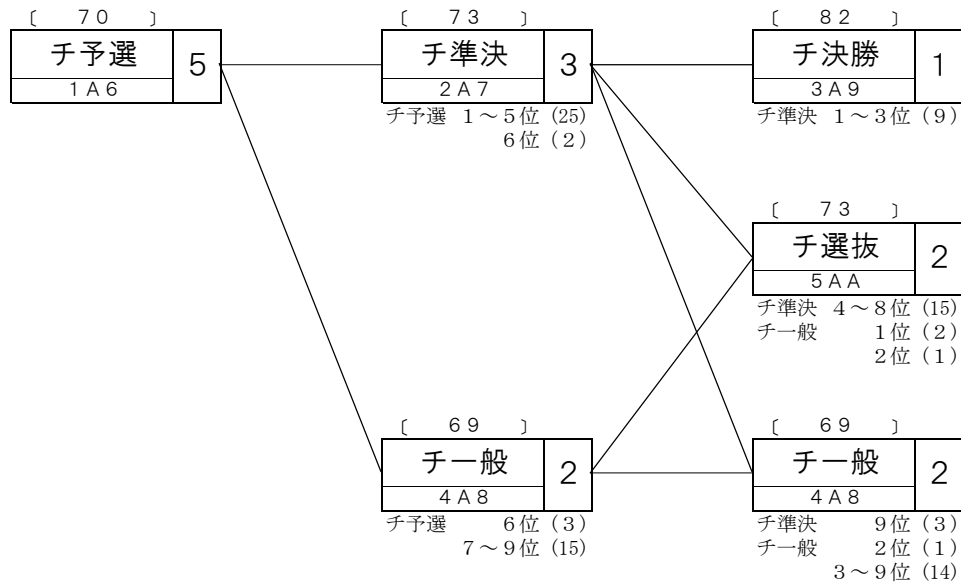 〔 70 〕
チ予選 5
1A6
〔 73 〕
チ準決 3
2A7
チ予選 1～5位 (25)
6位 (2)
〔 82 〕
チ決勝 1
3A9
チ準決 1～3位 (9)
〔 73 〕
チ選抜 2
5AA
チ準決 4～8位 (15)
チ一般 1位 (2)
2位 (1)
〔 69 〕
チ一般 2
4A8
チ予選 6位 (3)
7～9位 (15)
〔 69 〕
チ一般 2
4A8
チ準決 9位 (3)
チ一般 2位 (1)
3～9位 (14)